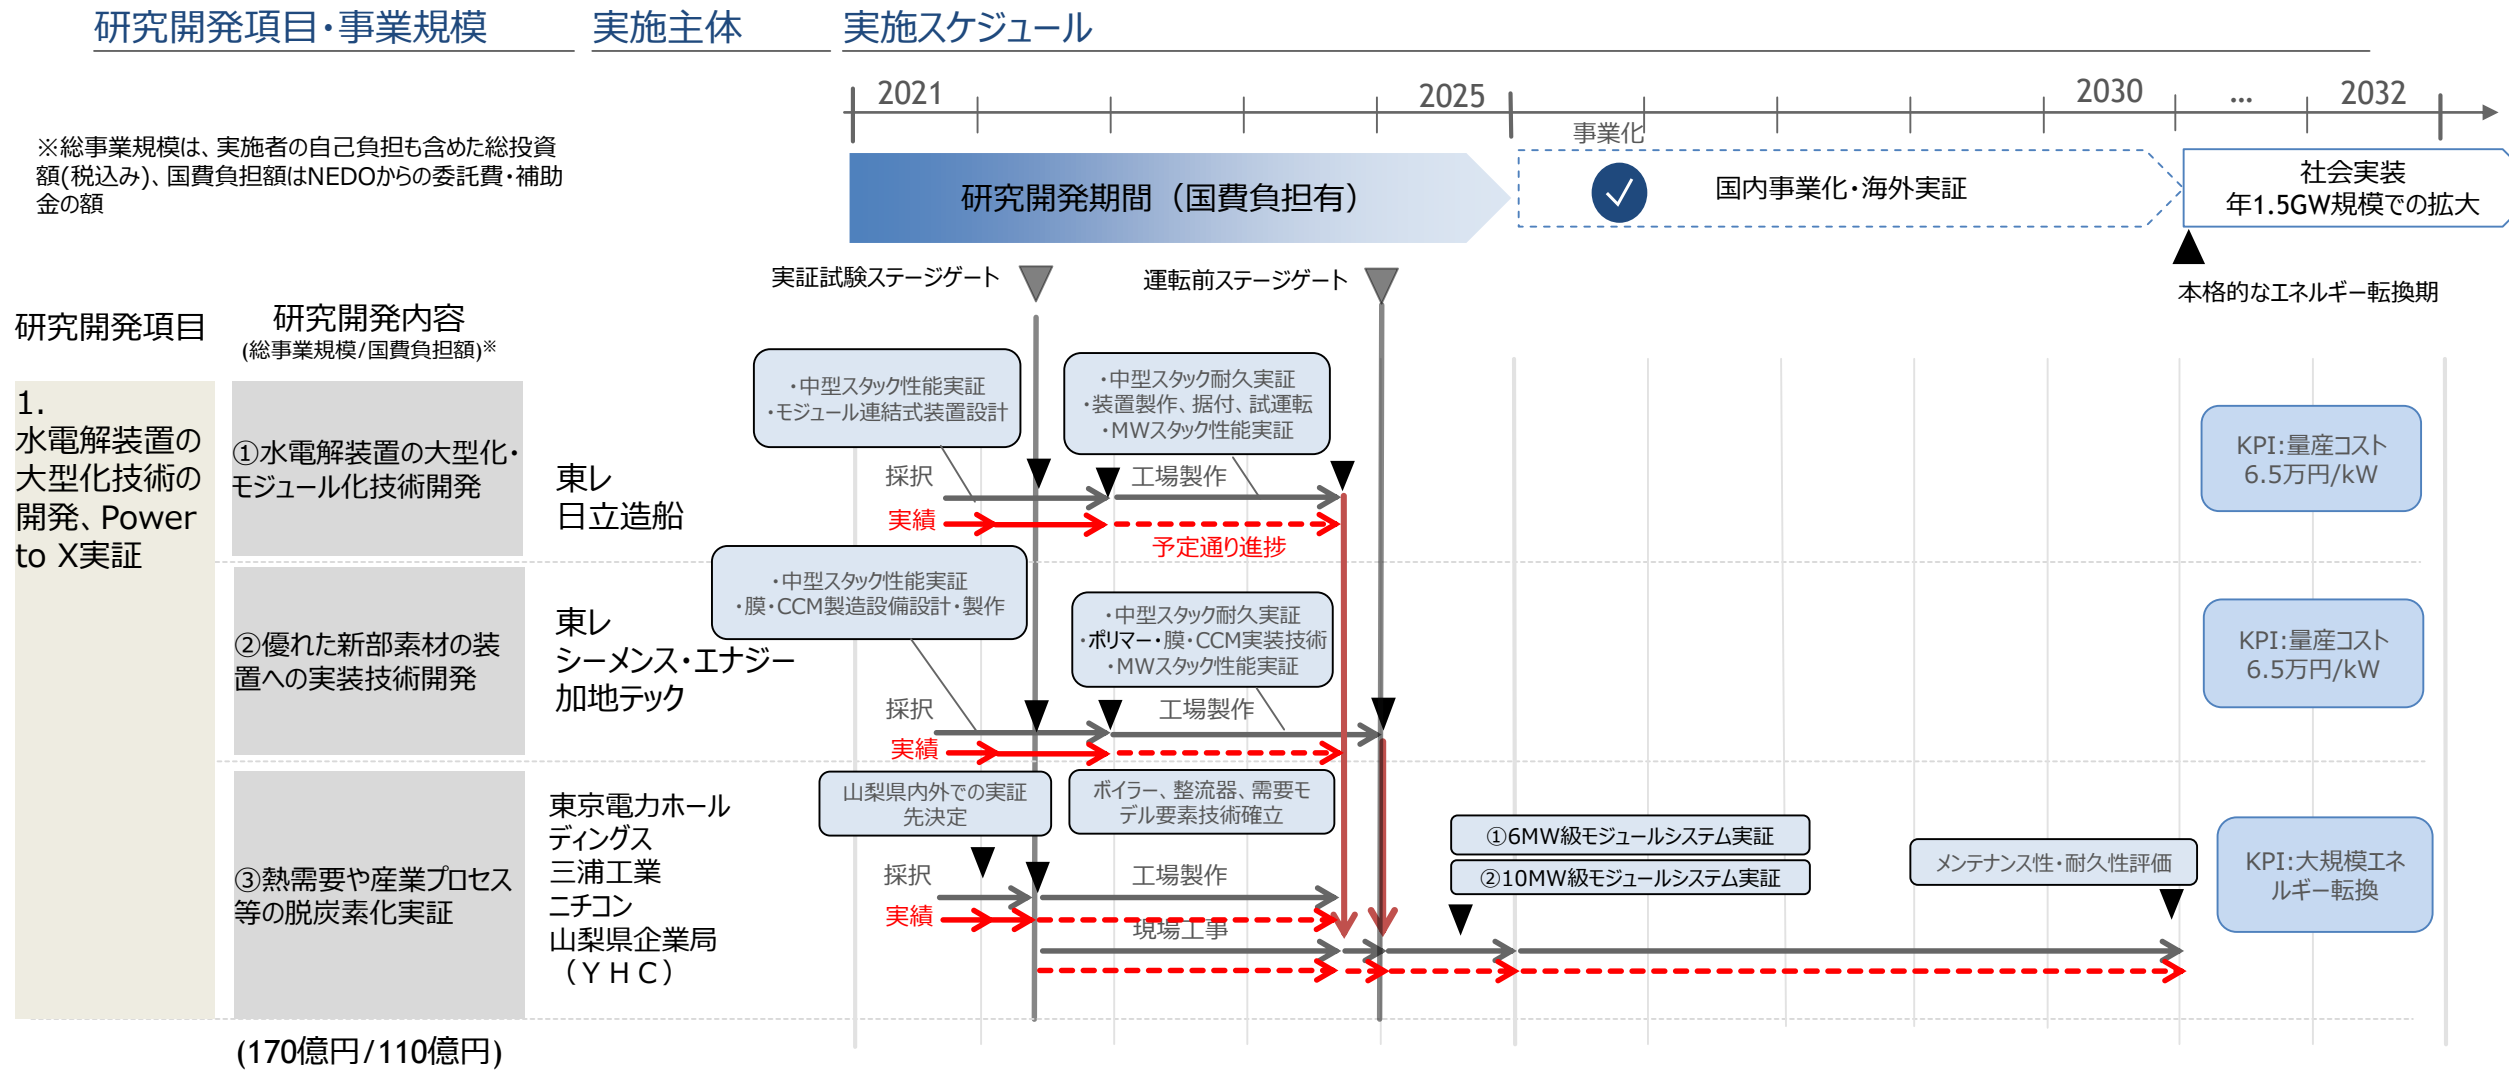 研究開発項目・事業規模
実施主体
実施スケジュール
2021
2025
2030
...
2032
※総事業規模は、実施者の自己負担も含めた総投資
額(税込み)、国費負担額はNEDOからの委託費・補助
金の額
事業化
研究開発期間（国費負担有）
国内事業化・海外実証
社会実装
年1.5GW規模での拡大
実証試験ステージゲート
運転前ステージゲート
本格的なエネルギー転換期
研究開発項目
研究開発内容
(総事業規模/国費負担額)※
1.
水電解装置の
大型化技術の
開発、Power
to X実証
①水電解装置の大型化・
モジュール化技術開発
東レ
日立造船
・中型スタック性能実証
・モジュール連結式装置設計
・中型スタック耐久実証
・装置製作、据付、試運転
・MWスタック性能実証
採択
工場製作
実績
予定通り進捗
KPI:量産コスト
6.5万円/kW
②優れた新部素材の装
置への実装技術開発
東レ
シーメンス・エナジー
加地テック
・中型スタック性能実証
・膜・CCM製造設備設計・製作
・中型スタック耐久実証
・ポリマー・膜・CCM実装技術
・MWスタック性能実証
採択
工場製作
実績
KPI:量産コスト
6.5万円/kW
③熱需要や産業プロセス
等の脱炭素化実証
東京電力ホール
ディングス
三浦工業
ニチコン
山梨県企業局
（ＹＨＣ）
山梨県内外での実証
先決定
ボイラー、整流器、需要モ
デル要素技術確立
採択
工場製作
実績
現場工事
①6MW級モジュールシステム実証
②10MW級モジュールシステム実証
メンテナンス性・耐久性評価
KPI:大規模エネ
ルギー転換
(170億円/110億円)